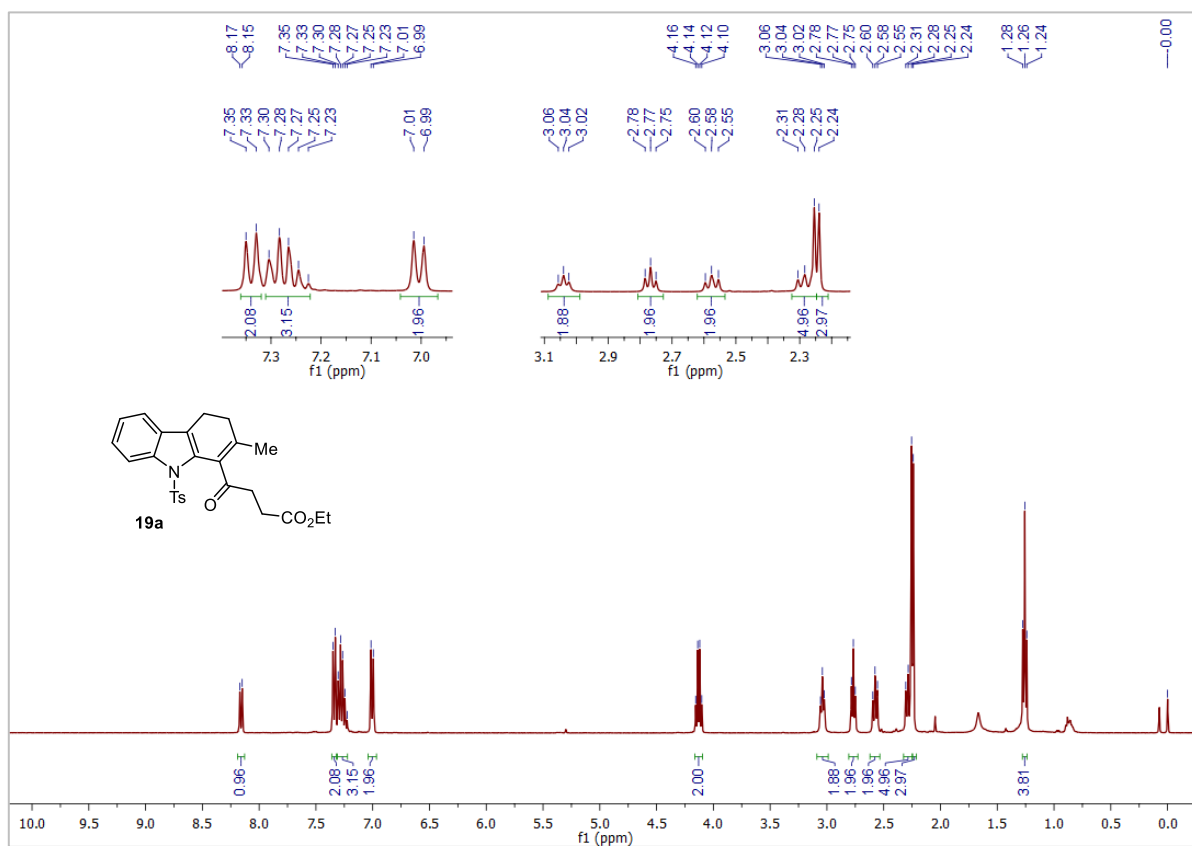 8.17 8.15 7.35 7.33 7.30 7.28 7.27 7.25 7.23 7.01 6.99 4.16 4.14 4.12 4.10 3.06 3.04 3.02 2.78 2.77 2.75 2.60 2.58 2.55 2.31 2.28 2.25 2.24 1.28 1.26 1.24 -0.00
7.35 7.33 7.30 7.28 7.27 7.25 7.23 7.01 6.99
3.06 3.04 3.02 2.78 2.77 2.75 2.60 2.58 2.55 2.31 2.28 2.25 2.24
2.08 3.15 1.96
1.88 1.96 1.96 4.96 2.97
7.3 7.2 7.1 7.0
f1 (ppm)
3.1 2.9 2.7 2.5 2.3
f1 (ppm)
Me
N
Ts
O
CO2Et
19a
0.96 2.08 3.15 1.96 2.00 1.88 1.96 1.96 4.96 2.97 3.81
10.0 9.5 9.0 8.5 8.0 7.5 7.0 6.5 6.0 5.5 5.0 4.5 4.0 3.5 3.0 2.5 2.0 1.5 1.0 0.5 0.0
f1 (ppm)